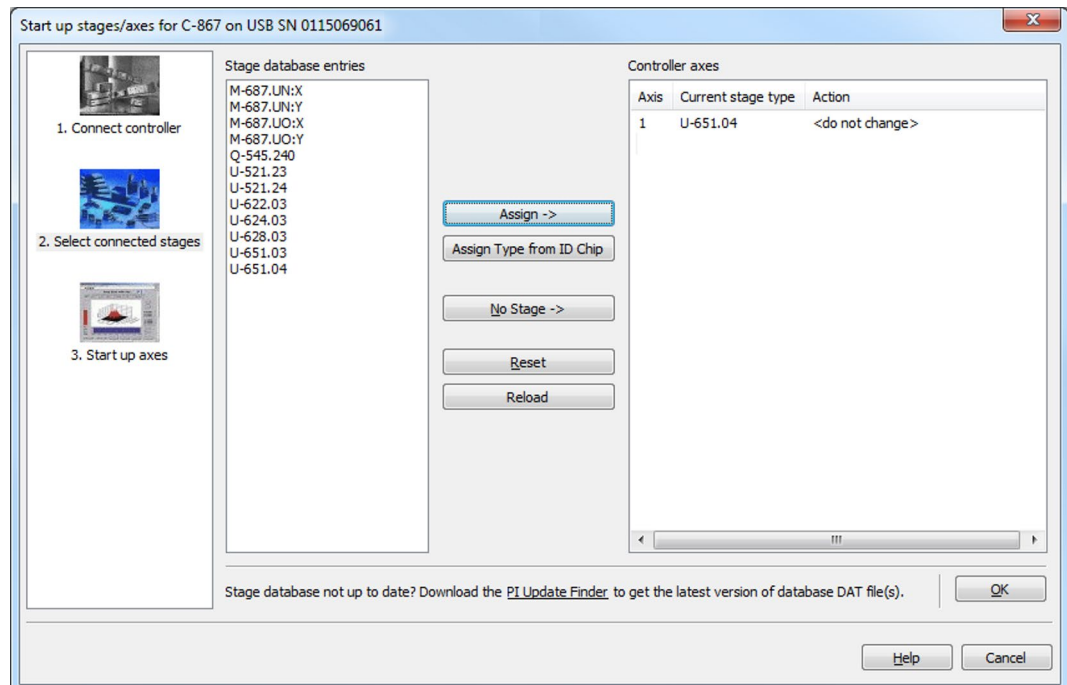 Start up stages/axes for C-867 on USB SN 0115069061
1. Connect controller
2. Select connected stages
3. Start up axes
Stage database entries
M-687.UN:X
M-687.UN:Y
M-687.UO:X
M-687.UO:Y
Q-545.240
U-521.23
U-521.24
U-622.03
U-624.03
U-628.03
U-651.03
U-651.04
Assign ->
Assign Type from ID Chip
No Stage ->
Reset
Reload
Controller axes
Axis Current stage type Action
1 U-651.04 <do not change>
Stage database not up to date? Download the PI Update Finder to get the latest version of database DAT file(s).
OK
Help Cancel